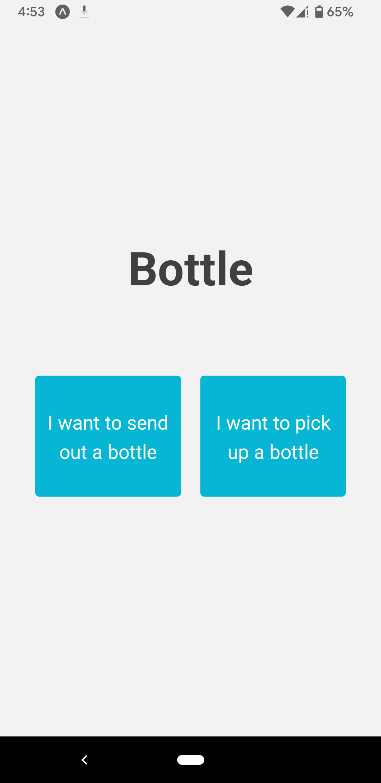 4:53 65%
Bottle
I want to send
out a bottle
I want to pick
up a bottle